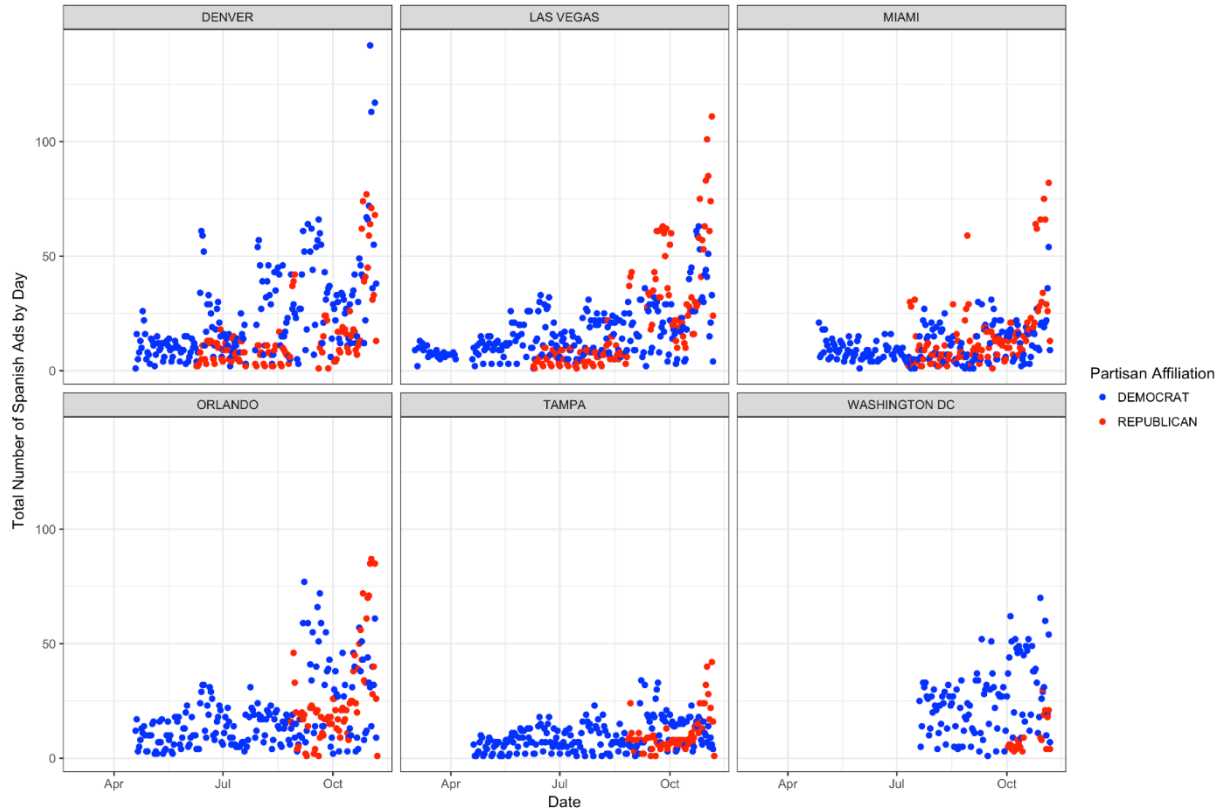 DENVER
LAS VEGAS
MIAMI
100
50
0
ORLANDO
TAMPA
WASHINGTON DC
100
50
0
Apr Jul Oct
Apr Jul Oct
Apr Jul Oct
Date
Total Number of Spanish Ads by Day
Partisan Affiliation
DEMOCRAT
REPUBLICAN